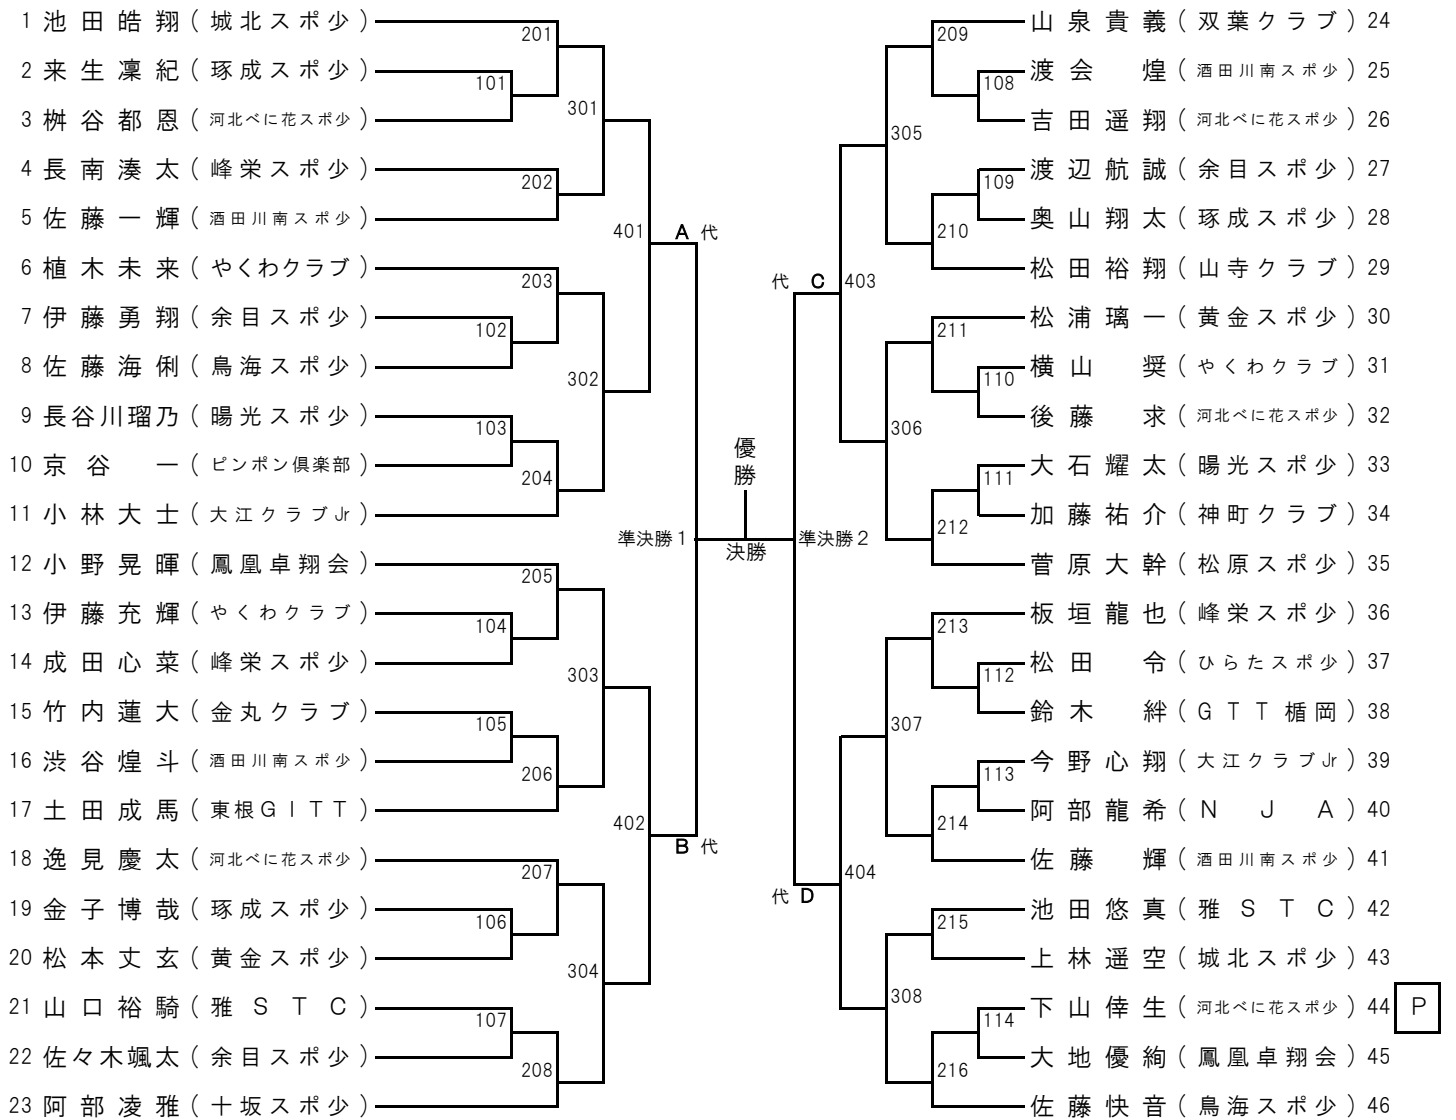 1 池田皓翔(城北スポ少)
201
2 来生凜紀(琢成スポ少)
101
3 桝谷都恩(河北べに花スポ少)
301
4 長南湊太(峰栄スポ少)
202
5 佐藤一輝(酒田川南スポ少)
401
A 代
6 植木未来(やくわクラブ)
203
7 伊藤勇翔(余目スポ少)
102
8 佐藤海俐(鳥海スポ少)
302
9 長谷川瑠乃(暘光スポ少)
103
10 京谷 一(ピンポン倶楽部)
204
11 小林大士(大江クラブJr)
準決勝1
12 小野晃暉(鳳凰卓翔会)
205
13 伊藤充輝(やくわクラブ)
104
14 成田心菜(峰栄スポ少)
303
15 竹内蓮大(金丸クラブ)
105
16 渋谷煌斗(酒田川南スポ少)
206
17 土田成馬(東根GITT)
402
B 代
18 逸見慶太(河北べに花スポ少)
207
19 金子博哉(琢成スポ少)
106
20 松本丈玄(黄金スポ少)
304
21 山口裕騎(雅STC)
107
22 佐々木颯太(余目スポ少)
208
23 阿部凌雅(十坂スポ少)
優勝
決勝
山泉貴義(双葉クラブ) 24
209
渡会 煌(酒田川南スポ少) 25
108
吉田遥翔(河北べに花スポ少) 26
305
渡辺航誠(余目スポ少) 27
109
奥山翔太(琢成スポ少) 28
210
松田裕翔(山寺クラブ) 29
代 C
403
松浦璃一(黄金スポ少) 30
211
横山 奨(やくわクラブ) 31
110
後藤 求(河北べに花スポ少) 32
306
大石耀太(暘光スポ少) 33
111
加藤祐介(神町クラブ) 34
212
準決勝2
菅原大幹(松原スポ少) 35
板垣龍也(峰栄スポ少) 36
213
松田 令(ひらたスポ少) 37
112
鈴木 絆(GTT楯岡) 38
307
今野心翔(大江クラブJr) 39
113
阿部龍希(NJA) 40
214
佐藤 輝(酒田川南スポ少) 41
404
代 D
池田悠真(雅STC) 42
215
上林遥空(城北スポ少) 43
308
下山倖生(河北べに花スポ少) 44
P
114
大地優絢(鳳凰卓翔会) 45
216
佐藤快音(鳥海スポ少) 46